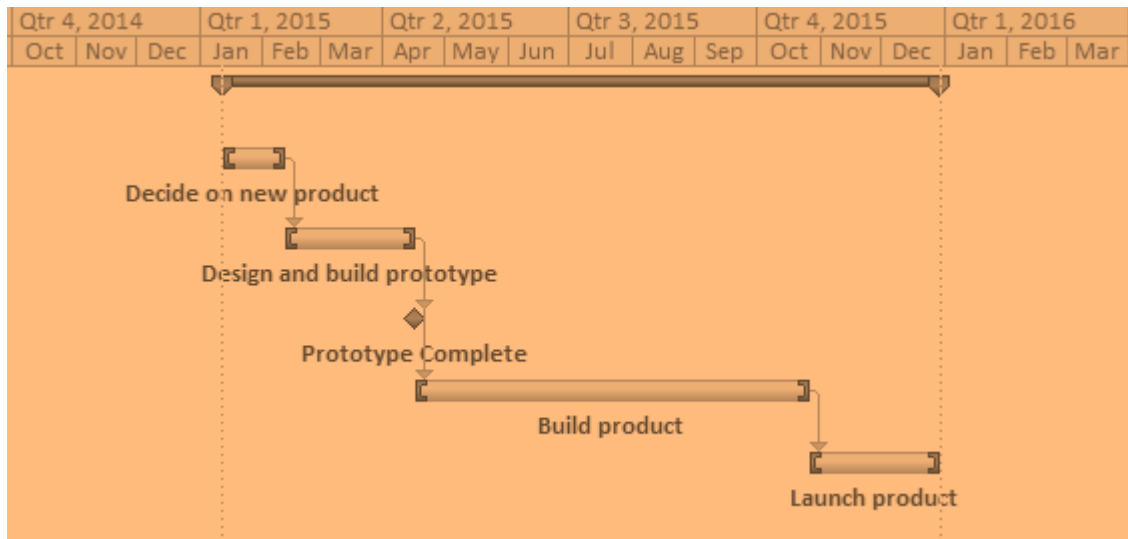 Qtr 4, 2014 Qtr 1, 2015 Qtr 2, 2015 Qtr 3, 2015 Qtr 4, 2015 Qtr 1, 2016
Oct Nov Dec Jan Feb Mar Apr May Jun Jul Aug Sep Oct Nov Dec Jan Feb Mar
Decide on new product
Design and build prototype
Prototype Complete
Build product
Launch product